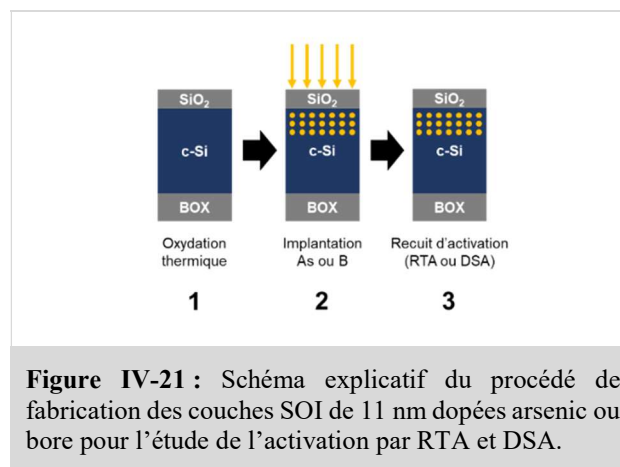 SiO2 SiO2 SiO2
c-Si c-Si c-Si
BOX BOX BOX
Oxydation Implantation Recuit d'activation
thermique As ou B (RTA ou DSA)
1 2 3
Figure IV-21 : Schéma explicatif du procédé de
fabrication des couches SOI de 11 nm dopées arsenic ou
bore pour l’étude de l’activation par RTA et DSA.